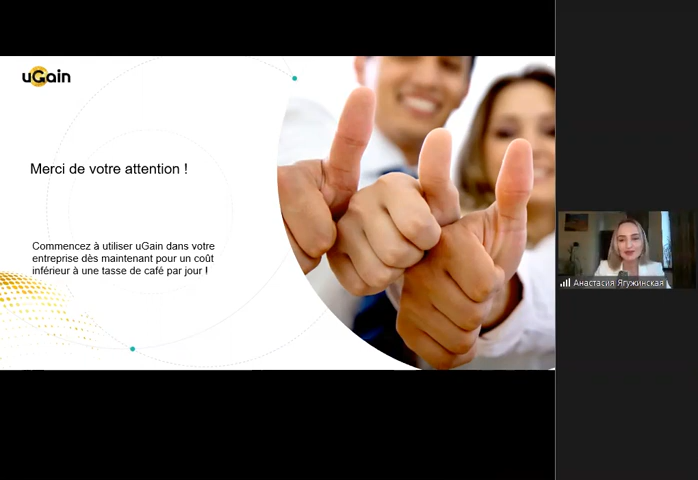 uGain
Merci de votre attention !
Commencez à utiliser uGain dans votre
entreprise dès maintenant pour un coût
inférieur à une tasse de café par jour !
Анастасия Ягужинская